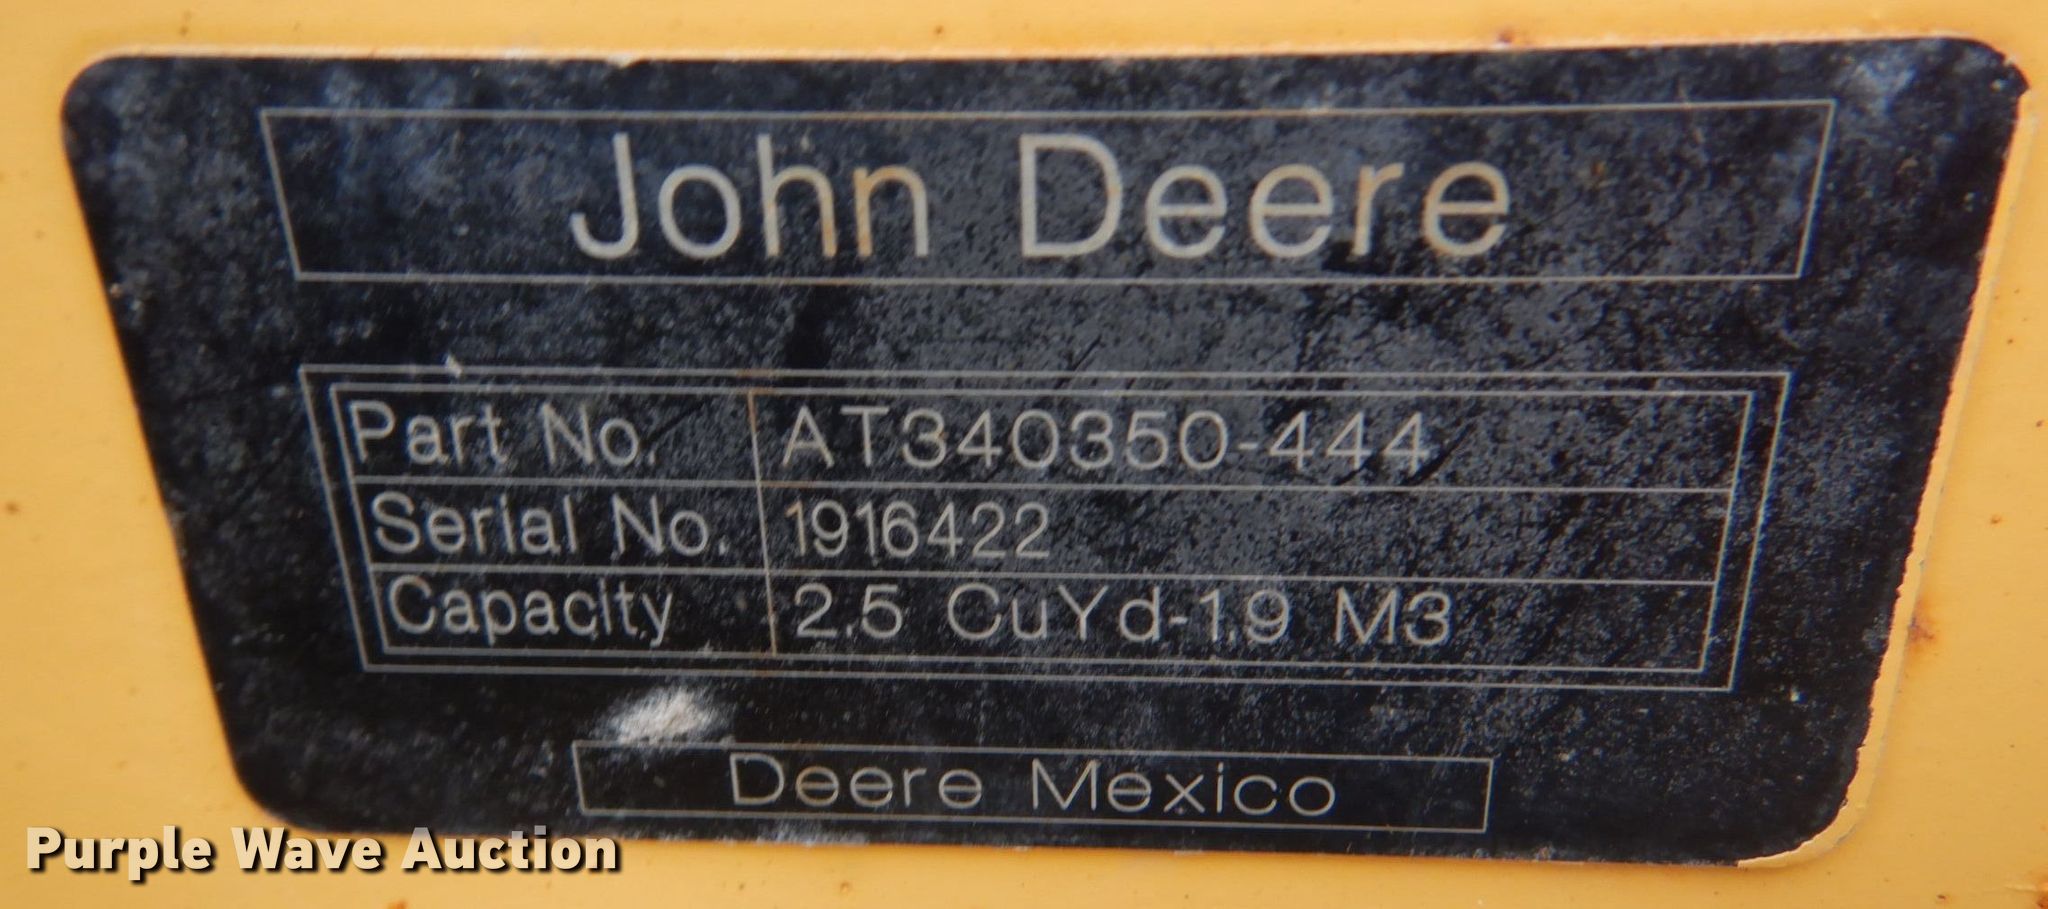 John Deere
Part No. AT340350-444
Serial No. 1916422
Capacity 2.5 CuYd-1.9 M3
Deere Mexico
Purple Wave Auction